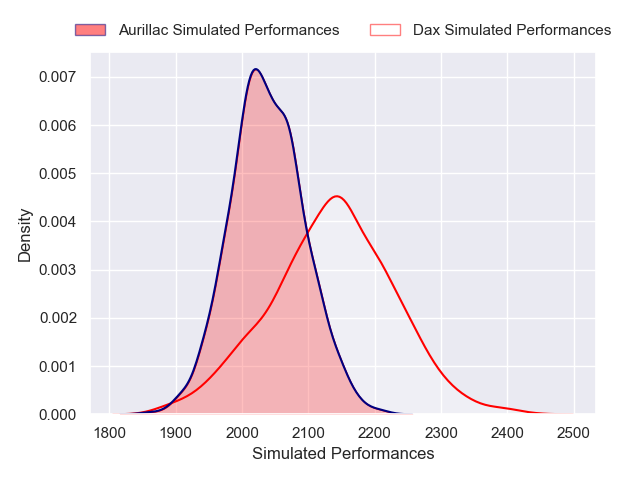 Aurillac Simulated Performances Dax Simulated Performances
0.007
0.006
0.005
0.004
0.003
0.002
0.001
0.000
Density
1800 1900 2000 2100 2200 2300 2400 2500
Simulated Performances